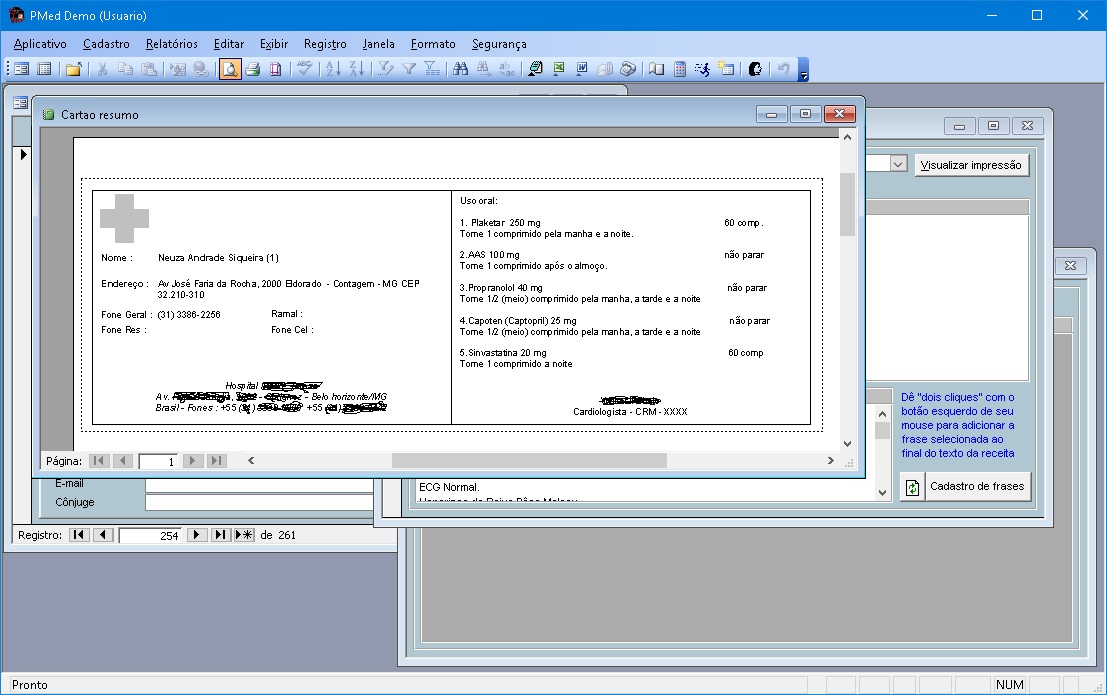 PMed Demo (Usuario)
Aplicativo Cadastro Relatórios Editar Exibir Registro Janela Formato Segurança
Cartao resumo
Visualizar impressão
Nome : Neuza Andrade Siqueira (1)
Endereço : Av José Faria da Rocha, 2000 Eldorado - Contagem - MG CEP
32.210-310
Fone Geral : (31) 3386-2256 Ramal :
Fone Res : Fone Cel :
Hospital
Av. - Belo horizonte/MG
Brasil - Fones : +55 +55
Uso oral:
1. Plaketar 250 mg 60 comp.
Tome 1 comprimido pela manha e a noite.
2.AAS 100 mg não parar
Tome 1 comprimido após o almoço.
3.Propranolol 40 mg não parar
Tome 1/2 (meio) comprimido pela manha, a tarde e a noite
4.Capoten (Captopril) 25 mg não parar
Tome 1/2 (meio) comprimido pela manha, a tarde e a noite
5.Sinvastatina 20 mg 60 comp
Tome 1 comprimido a noite
Cardiologista - CRM - XXXX
Página: 1
Dê "dois cliques" com o
botão esquerdo de seu
mouse para adicionar a
frase selecionada ao
final do texto da receita
E-mail
Cônjuge
ECG Normal.
Cadastro de frases
Registro: 254 de 261
Pronto NUM